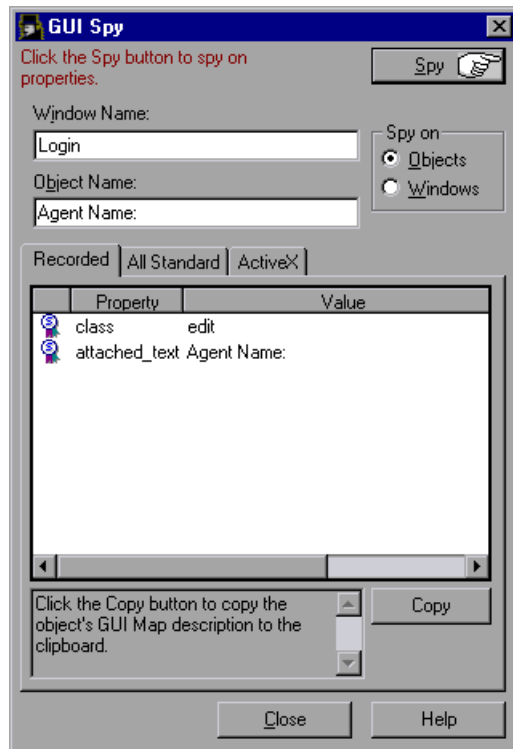 GUI Spy
Click the Spy button to spy on
properties.
Spy
Window Name:
Login
Spy on
Objects
Windows
Object Name:
Agent Name:
Recorded All Standard ActiveX
Property Value
class edit
attached_text Agent Name:
Click the Copy button to copy the
object's GUI Map description to the
clipboard.
Copy
Close Help